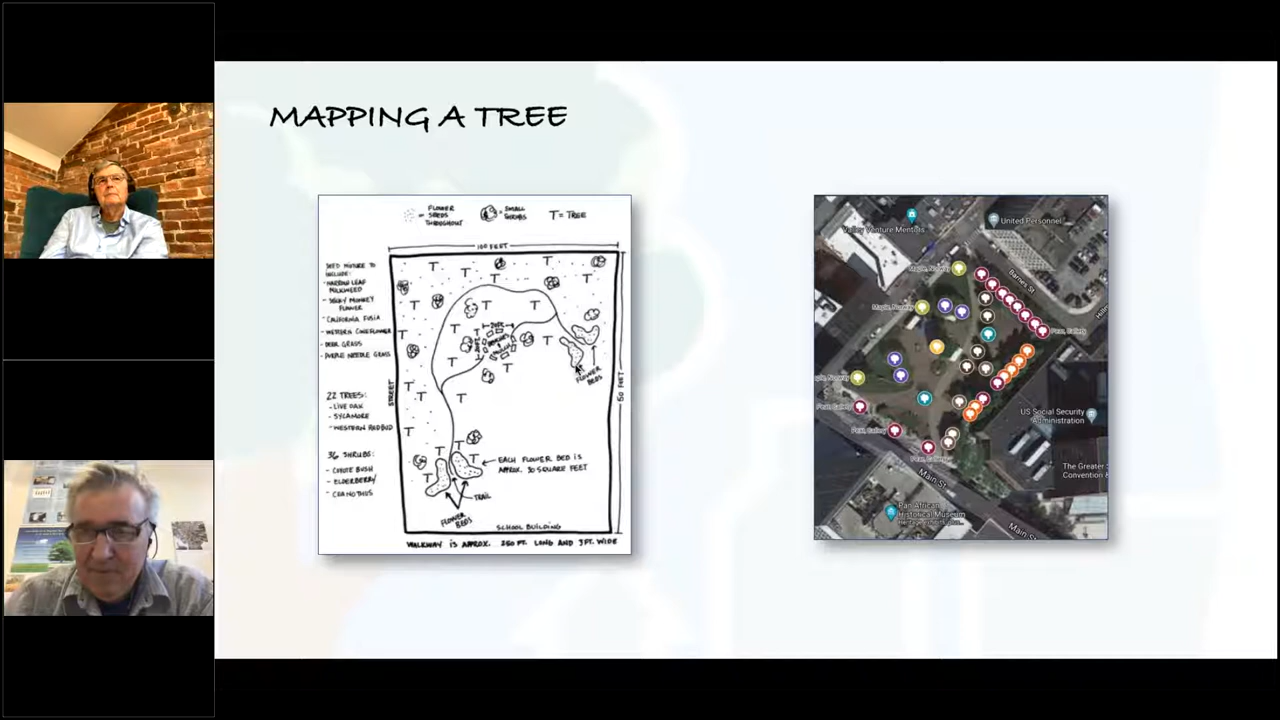 MAPPING A TREE
FLOWER
SEEDS
THROUGHOUT
= SMALL
SHRUBS
T = TREE
100 FEET
SEED MIXTURE TO
INCLUDE:
- NARROW LEAF
MILKWEED
- STICKY MONKEY
FLOWER
- CALIFORNIA FUSIA
- WESTERN CONEFLOWER
- DEER GRASS
- PURPLE NEEDLE GRASS
22 TREES:
- LIVE OAK
- SYCAMORE
- WESTERN REDBUD
36 SHRUBS:
- COYOTE BUSH
- ELDERBERRY
- CEANOTHUS
STREET
FLOWER
BEDS
50 FEET
EACH FLOWER BED IS
APPROX. 30 SQUARE FEET
TRAIL
FLOWER
BEDS
SCHOOL BUILDING
WALKWAY IS APPROX. 250 FT. LONG AND 3 FT. WIDE
Valley Venture Mentors
United Personnel
Maple, Norway
Barnes St
Maple, Norway
Pear, Callery
Maple, Norway
Pear, Callery
US Social Security
Administration
Pear, Callery
Pear, Callery
The Greater S
Convention &
Main St
Pan African
Historical Museum
Main St